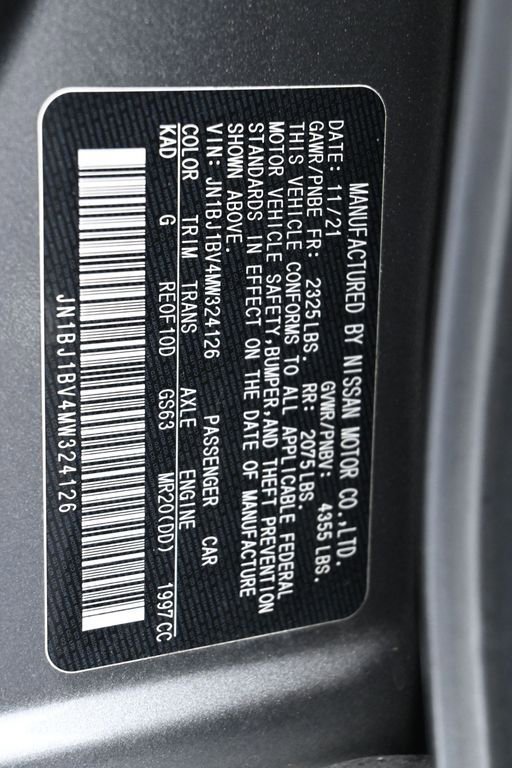 MANUFACTURED BY NISSAN MOTOR CO.,LTD.
DATE: 11/21 GVWR/PNBV: 4355 LBS.
GAWR/PNBE FR: 2325 LBS. RR: 2075 LBS.
THIS VEHICLE CONFORMS TO ALL APPLICABLE FEDERAL
MOTOR VEHICLE SAFETY,BUMPER,AND THEFT PREVENTION
STANDARDS IN EFFECT ON THE DATE OF MANUFACTURE
SHOWN ABOVE.
VIN: JN1BJ1BV4MW324126 PASSENGER CAR
COLOR TRIM TRANS AXLE ENGINE
KAD G RE0F10D GS63 MR20(DD) 1997CC
JN1BJ1BV4MW324126